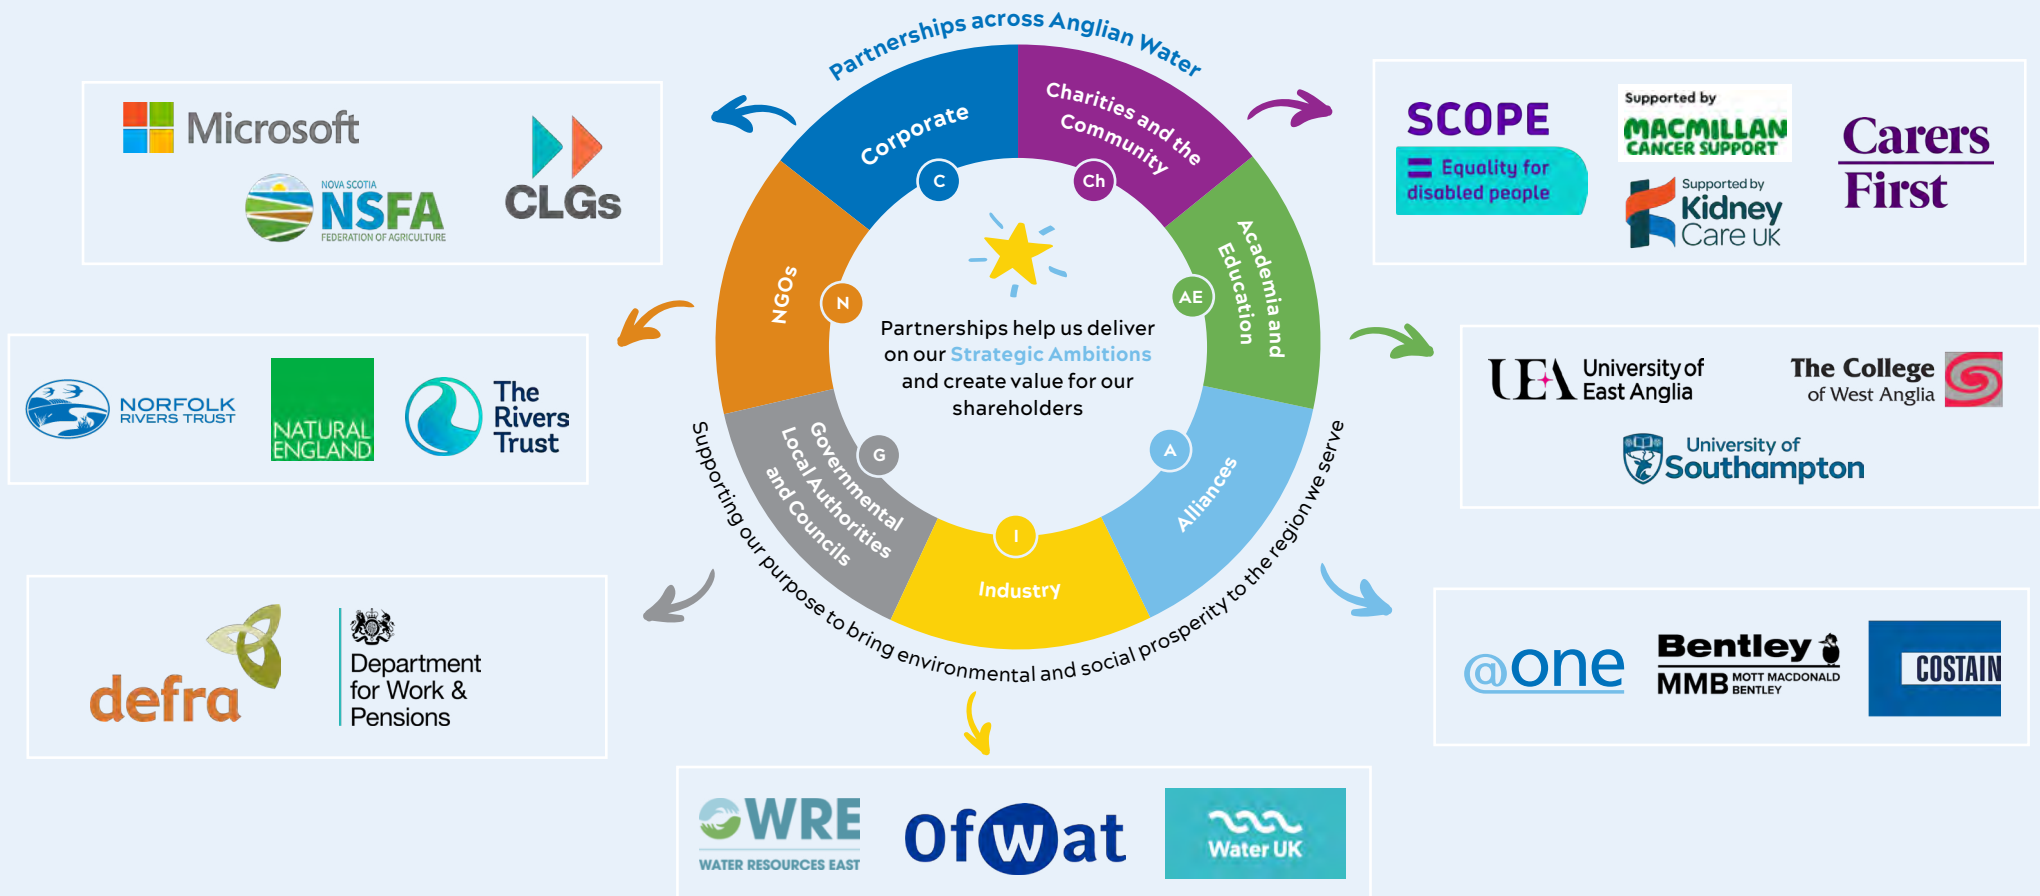 Partnerships across Anglian Water
Corporate
C
Charities and the
Community
Ch
Academia and
Education
AE
Alliances
A
Industry
I
Governmental
Local Authorities
and Councils
G
NGOs
N
Partnerships help us deliver
on our Strategic Ambitions
and create value for our
shareholders
Supporting our purpose to bring environmental and social prosperity to the region we serve
Microsoft
NOVA SCOTIA
NSFA
FEDERATION OF AGRICULTURE
CLGs
SCOPE
Equality for
disabled people
Supported by
MACMILLAN
CANCER SUPPORT
Supported by
Kidney
Care UK
Carers
First
NORFOLK
RIVERS TRUST
NATURAL
ENGLAND
The
Rivers
Trust
UEA
University of
East Anglia
The College
of West Anglia
University of
Southampton
defra
Department
for Work &
Pensions
@one
Bentley
MMB MOTT MACDONALD
BENTLEY
COSTAIN
WRE
WATER RESOURCES EAST
Ofwat
Water UK